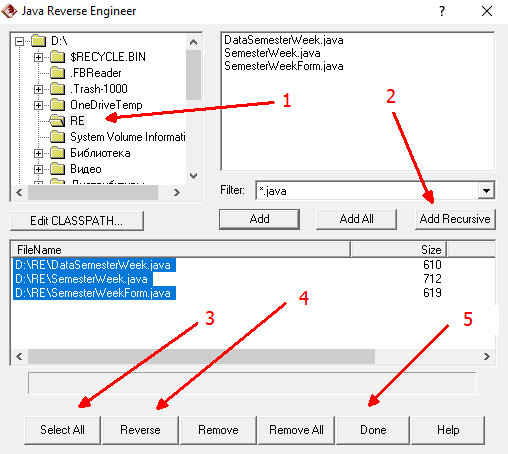 Java Reverse Engineer
D:\
$RECYCLE.BIN
.FBReader
.Trash-1000
OneDriveTemp
RE
System Volume Informati
Библиотека
Видео
DataSemesterWeek.java
SemesterWeek.java
SemesterWeekForm.java
1
2
Filter: *.java
Edit CLASSPATH... Add Add All Add Recursive
FileName Size
D:\RE\DataSemesterWeek.java 610
D:\RE\SemesterWeek.java 712
D:\RE\SemesterWeekForm.java 619
3 4 5
Select All Reverse Remove Remove All Done Help